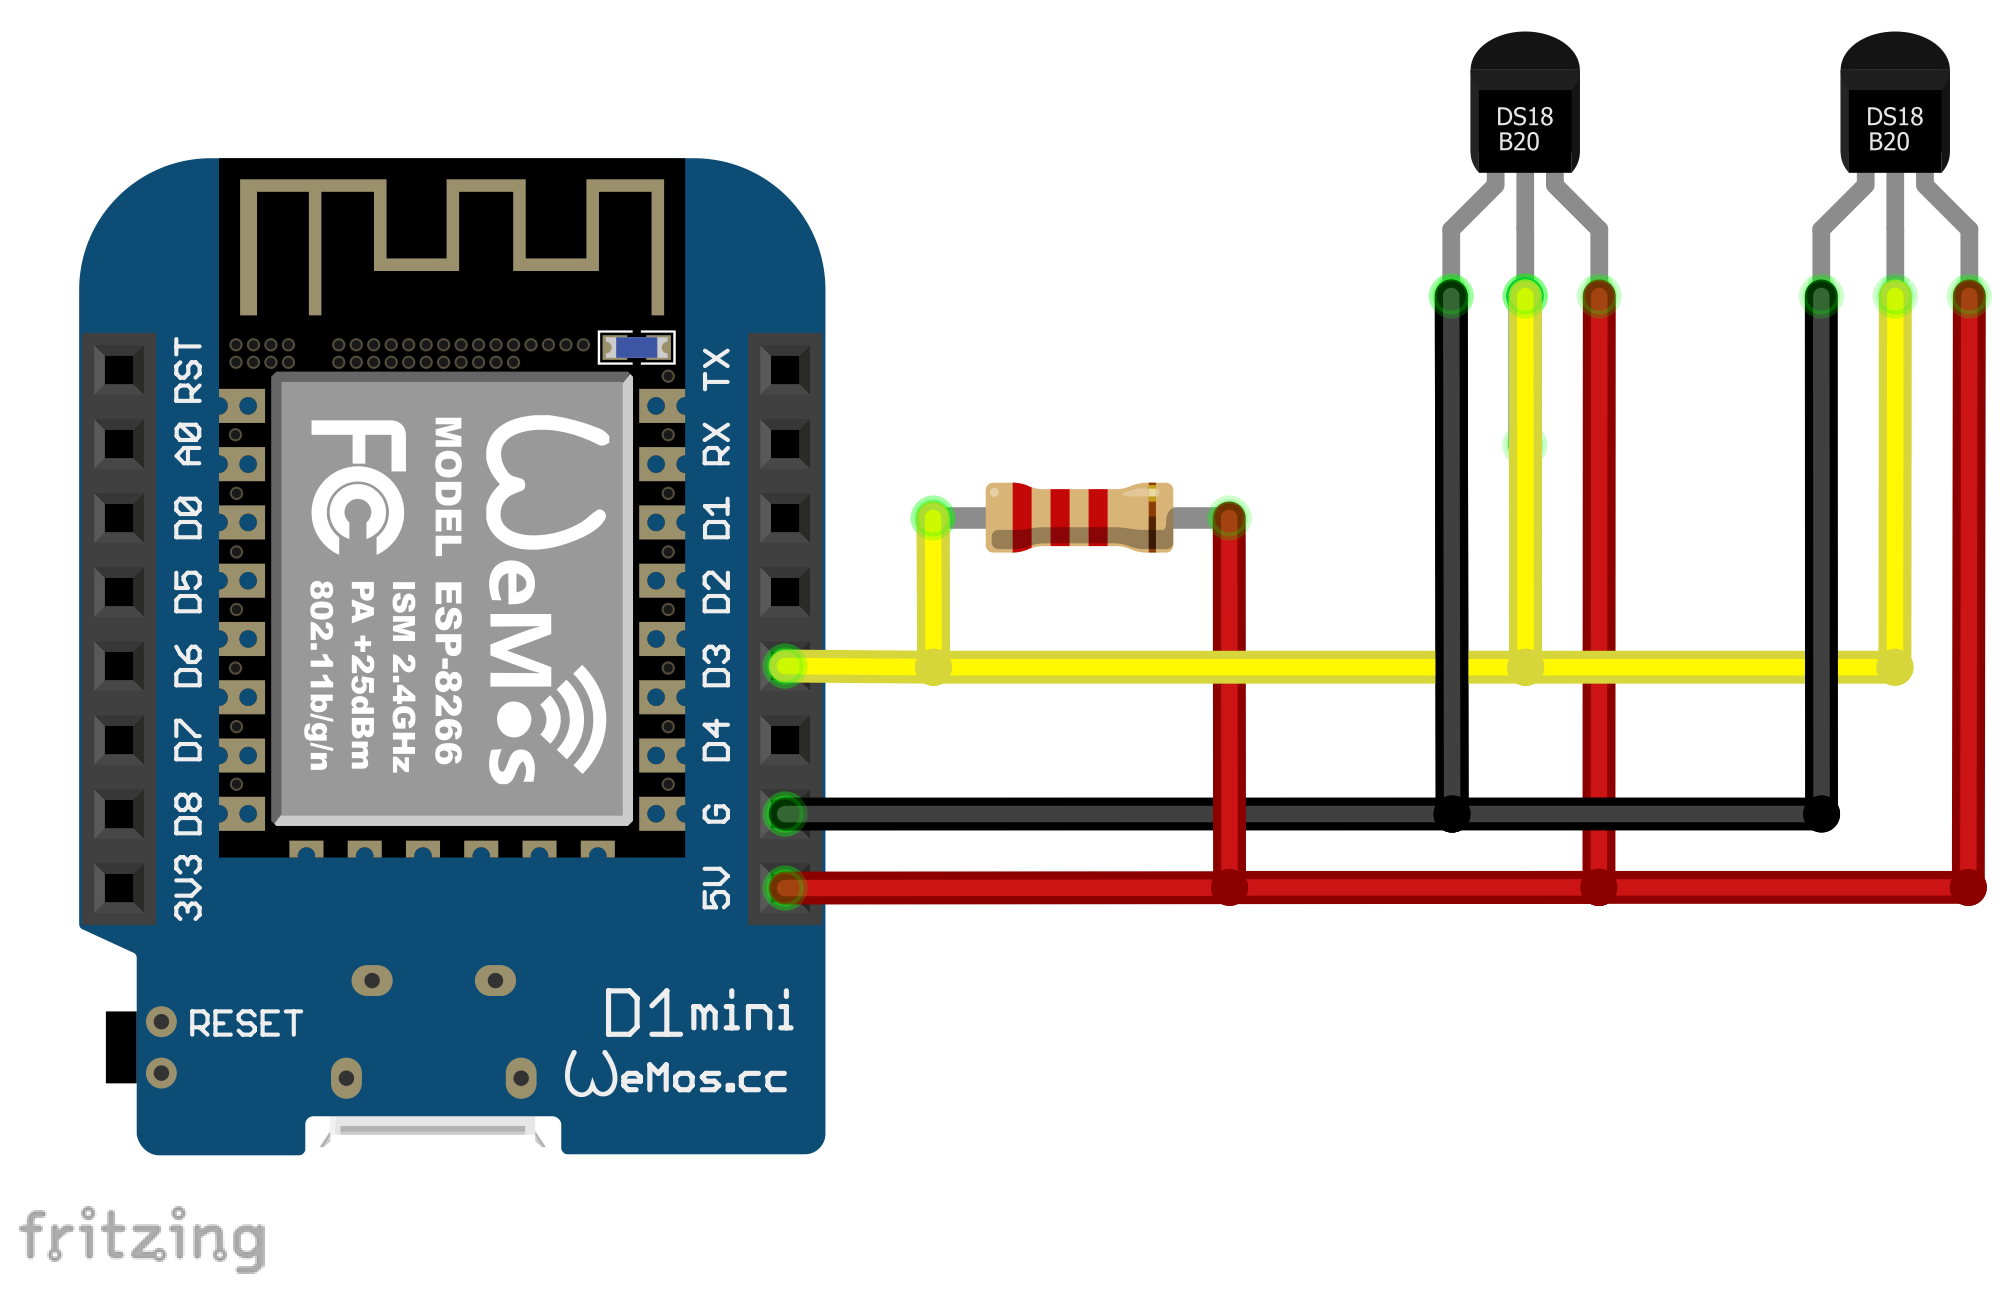 DS18
B20
DS18
B20
RST
A0
D0
D5
D6
D7
D8
3V3
TX
RX
D1
D2
D3
D4
G
5V
WeMos
MODEL ESP-8266
ISM 2.4GHz
PA +25dBm
802.11b/g/n
FC
RESET
D1mini
WeMos.cc
fritzing